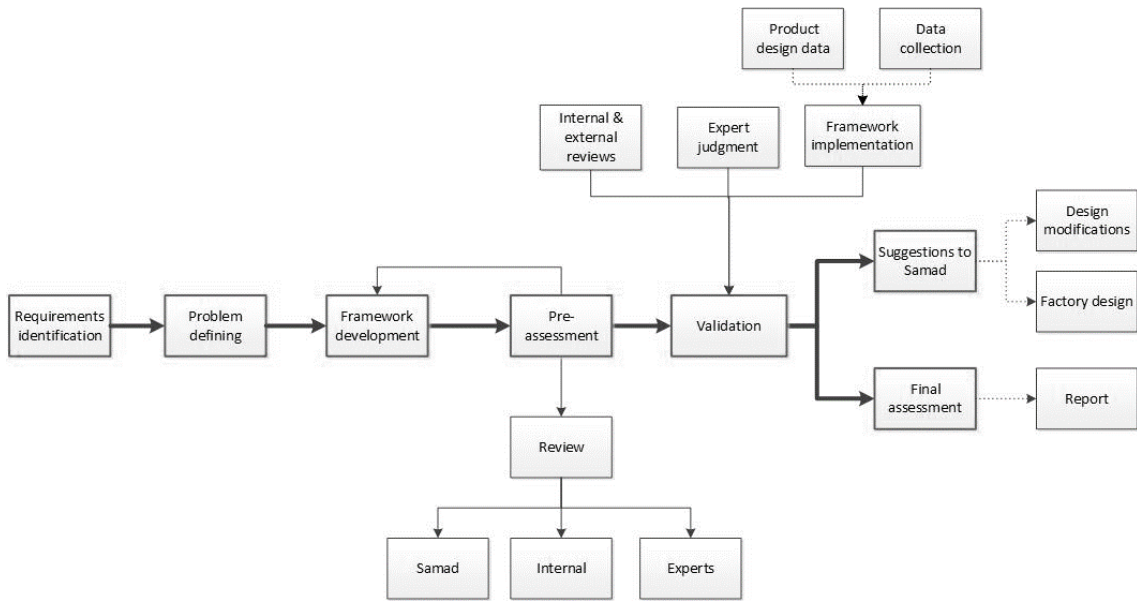 Product
design data
Data
collection
Internal &
external
reviews
Expert
judgment
Framework
implementation
Design
modifications
Suggestions to
Samad
Factory design
Requirements
identification
Problem
defining
Framework
development
Pre-
assessment
Validation
Final
assessment
Report
Review
Samad
Internal
Experts